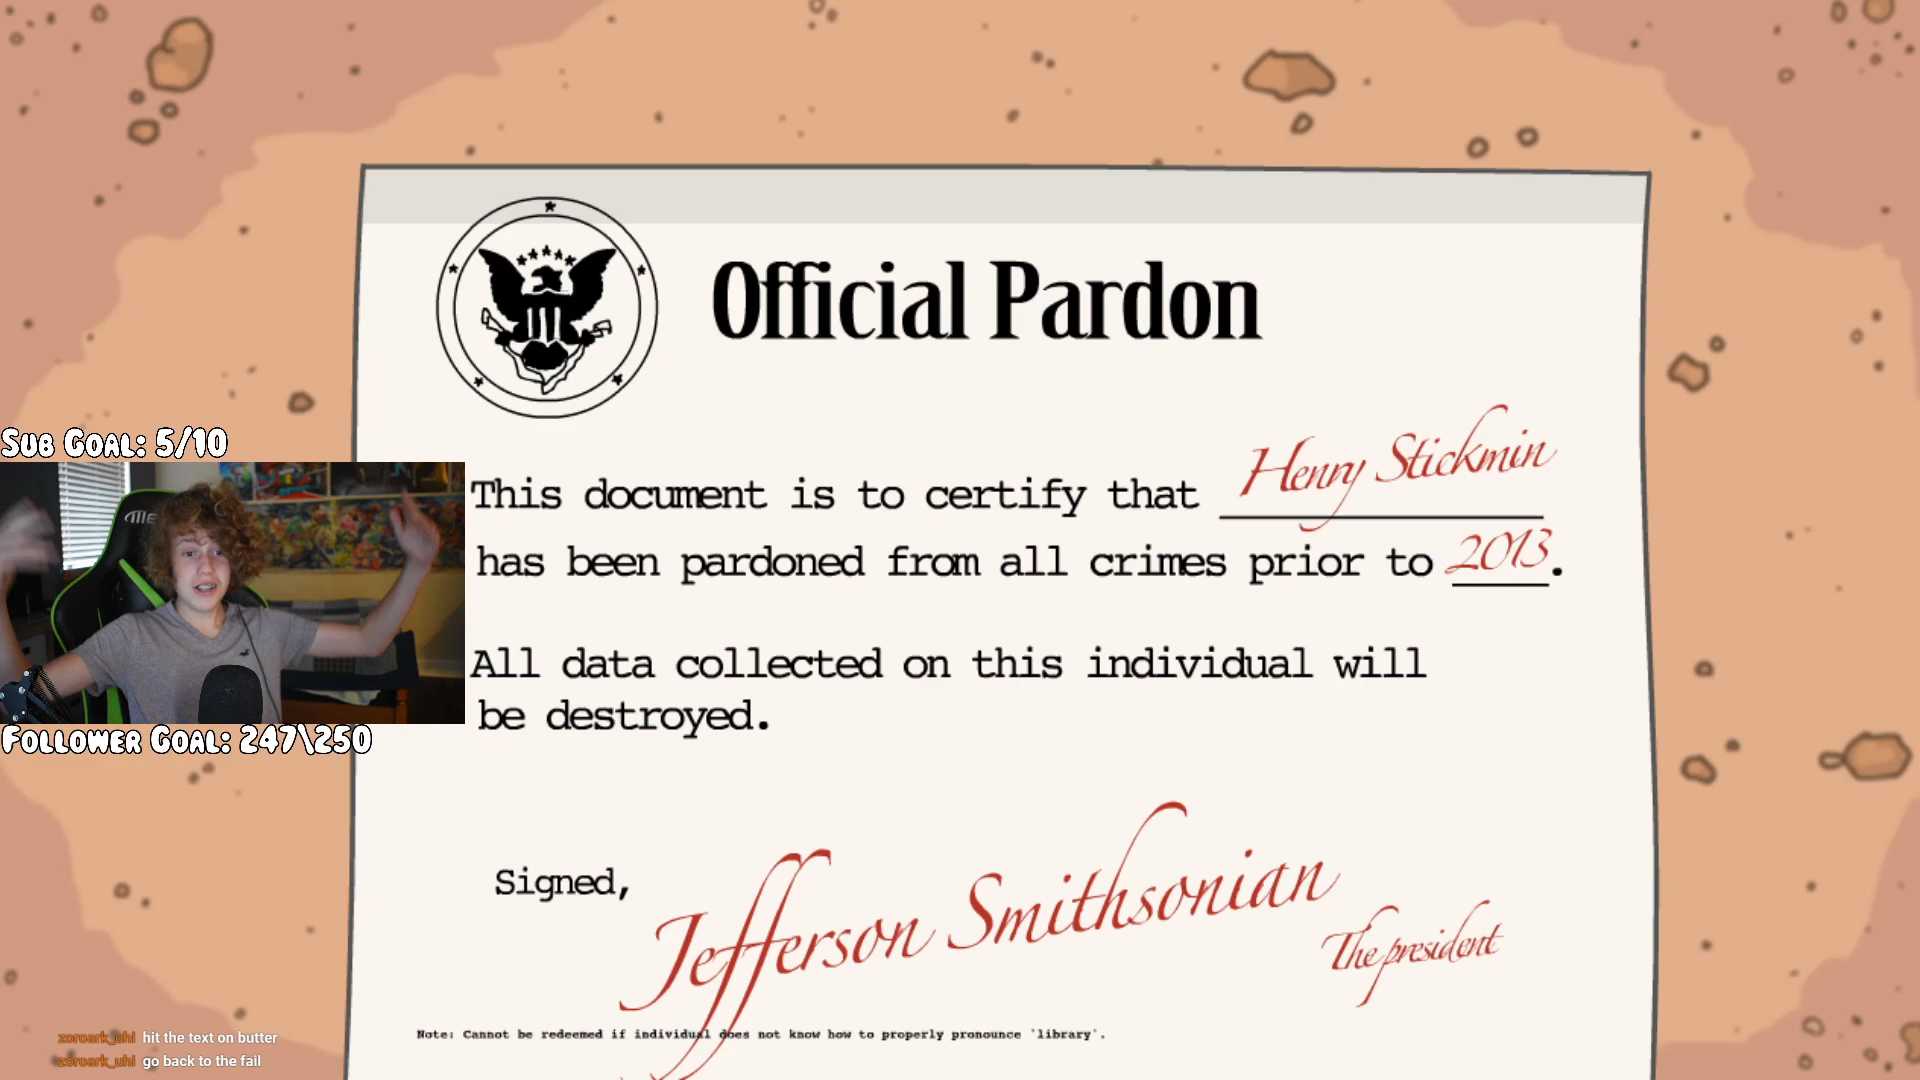 Official Pardon
This document is to certify that Henry Stickmin
has been pardoned from all crimes prior to 2013.
All data collected on this individual will
be destroyed.
Signed,
Jefferson Smithsonian
The president
Note: Cannot be redeemed if individual does not know how to properly pronounce 'library'.
Sub Goal: 5/10
Follower Goal: 247\250
zoroark_uhi hit the text on butter
zoroark_uhi go back to the fail